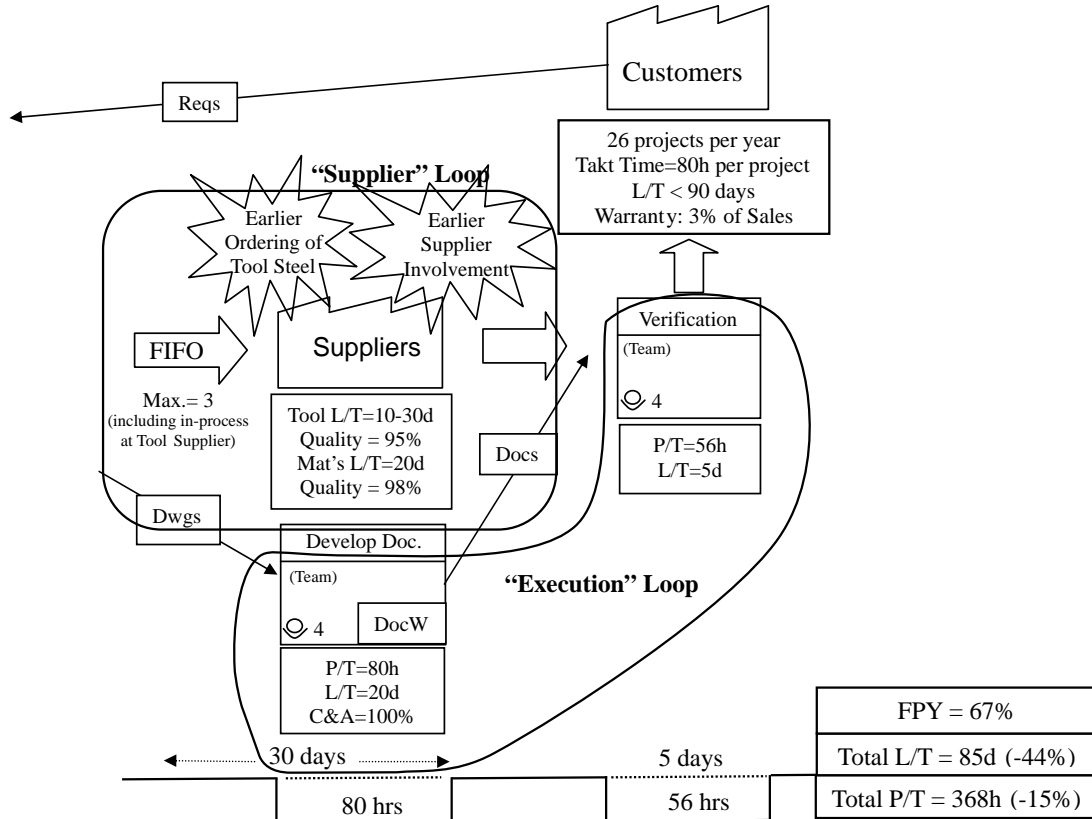 Customers
Reqs
26 projects per year
Takt Time=80h per project
L/T < 90 days
Warranty: 3% of Sales
“Supplier” Loop
Earlier
Ordering of
Tool Steel
Earlier
Supplier
Involvement
FIFO
Max.= 3
(including in-process
at Tool Supplier)
Suppliers
Tool L/T=10-30d
Quality = 95%
Mat's L/T=20d
Quality = 98%
Verification
(Team)
4
P/T=56h
L/T=5d
Docs
Dwgs
Develop Doc.
(Team)
4
DocW
P/T=80h
L/T=20d
C&A=100%
“Execution” Loop
30 days
80 hrs
5 days
56 hrs
FPY = 67%
Total L/T = 85d (-44%)
Total P/T = 368h (-15%)